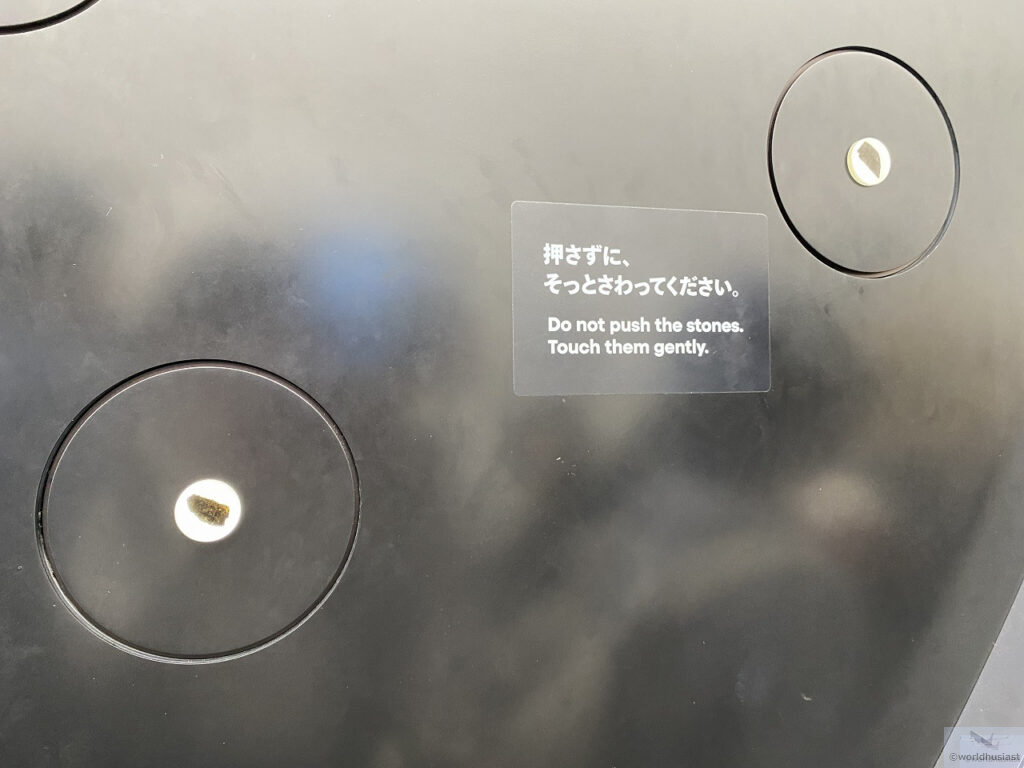 押さずに、
そっとさわってください。
Do not push the stones.
Touch them gently.
©worldhusiast